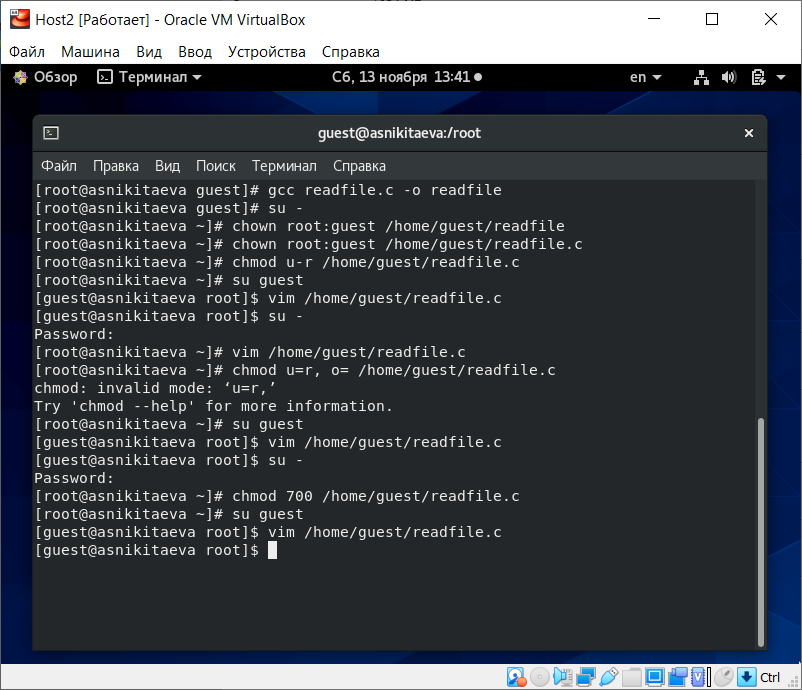 Host2 [Работает] - Oracle VM VirtualBox
Файл Машина Вид Ввод Устройства Справка
Обзор Терминал Сб, 13 ноября 13:41 en
guest@asnikitaeva:/root
Файл Правка Вид Поиск Терминал Справка
[root@asnikitaeva guest]# gcc readfile.c -o readfile
[root@asnikitaeva guest]# su -
[root@asnikitaeva ~]# chown root:guest /home/guest/readfile
[root@asnikitaeva ~]# chown root:guest /home/guest/readfile.c
[root@asnikitaeva ~]# chmod u-r /home/guest/readfile.c
[root@asnikitaeva ~]# su guest
[guest@asnikitaeva root]$ vim /home/guest/readfile.c
[guest@asnikitaeva root]$ su -
Password:
[root@asnikitaeva ~]# vim /home/guest/readfile.c
[root@asnikitaeva ~]# chmod u=r, o= /home/guest/readfile.c
chmod: invalid mode: ‘u=r,’
Try 'chmod --help' for more information.
[root@asnikitaeva ~]# su guest
[guest@asnikitaeva root]$ vim /home/guest/readfile.c
[guest@asnikitaeva root]$ su -
Password:
[root@asnikitaeva ~]# chmod 700 /home/guest/readfile.c
[root@asnikitaeva ~]# su guest
[guest@asnikitaeva root]$ vim /home/guest/readfile.c
[guest@asnikitaeva root]$
Ctrl